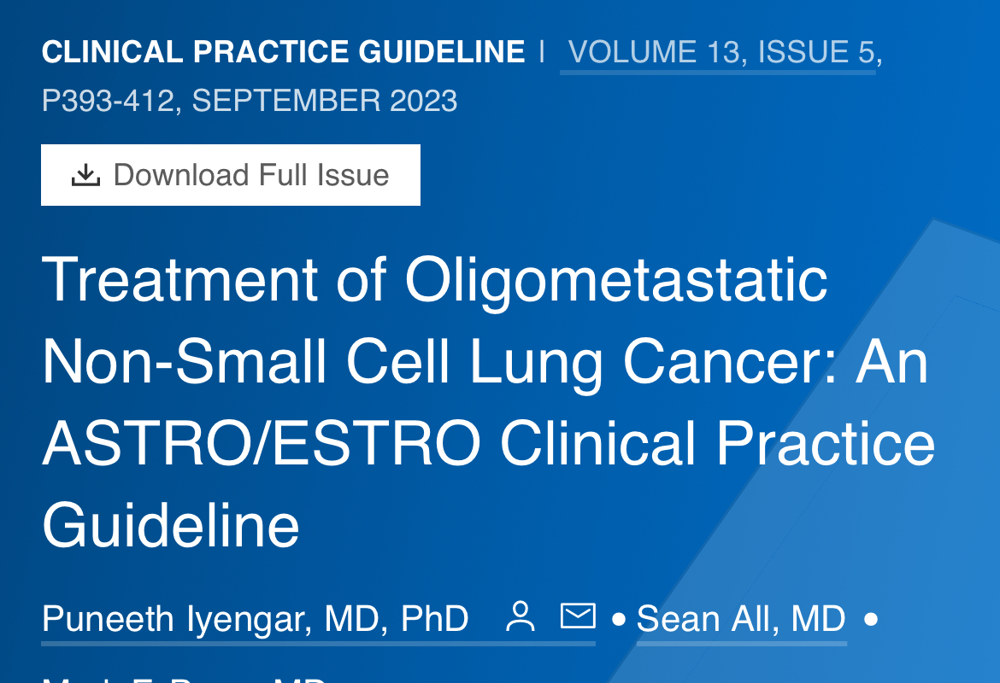 CLINICAL PRACTICE GUIDELINE | VOLUME 13, ISSUE 5,
P393-412, SEPTEMBER 2023
Download Full Issue
Treatment of Oligometastatic
Non-Small Cell Lung Cancer: An
ASTRO/ESTRO Clinical Practice
Guideline
Puneeth Iyengar, MD, PhD • Sean All, MD •